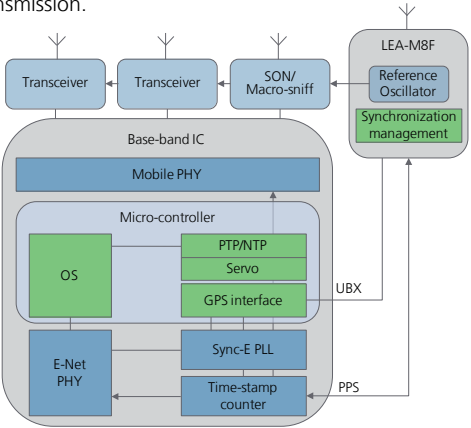 nsmission.
LEA-M8F
Transceiver
Transceiver
SON/
Macro-sniff
Reference
Oscillator
Synchronization
management
Base-band IC
Mobile PHY
Micro-controller
OS
PTP/NTP
Servo
GPS interface
UBX
E-Net
PHY
Sync-E PLL
Time-stamp
counter
PPS